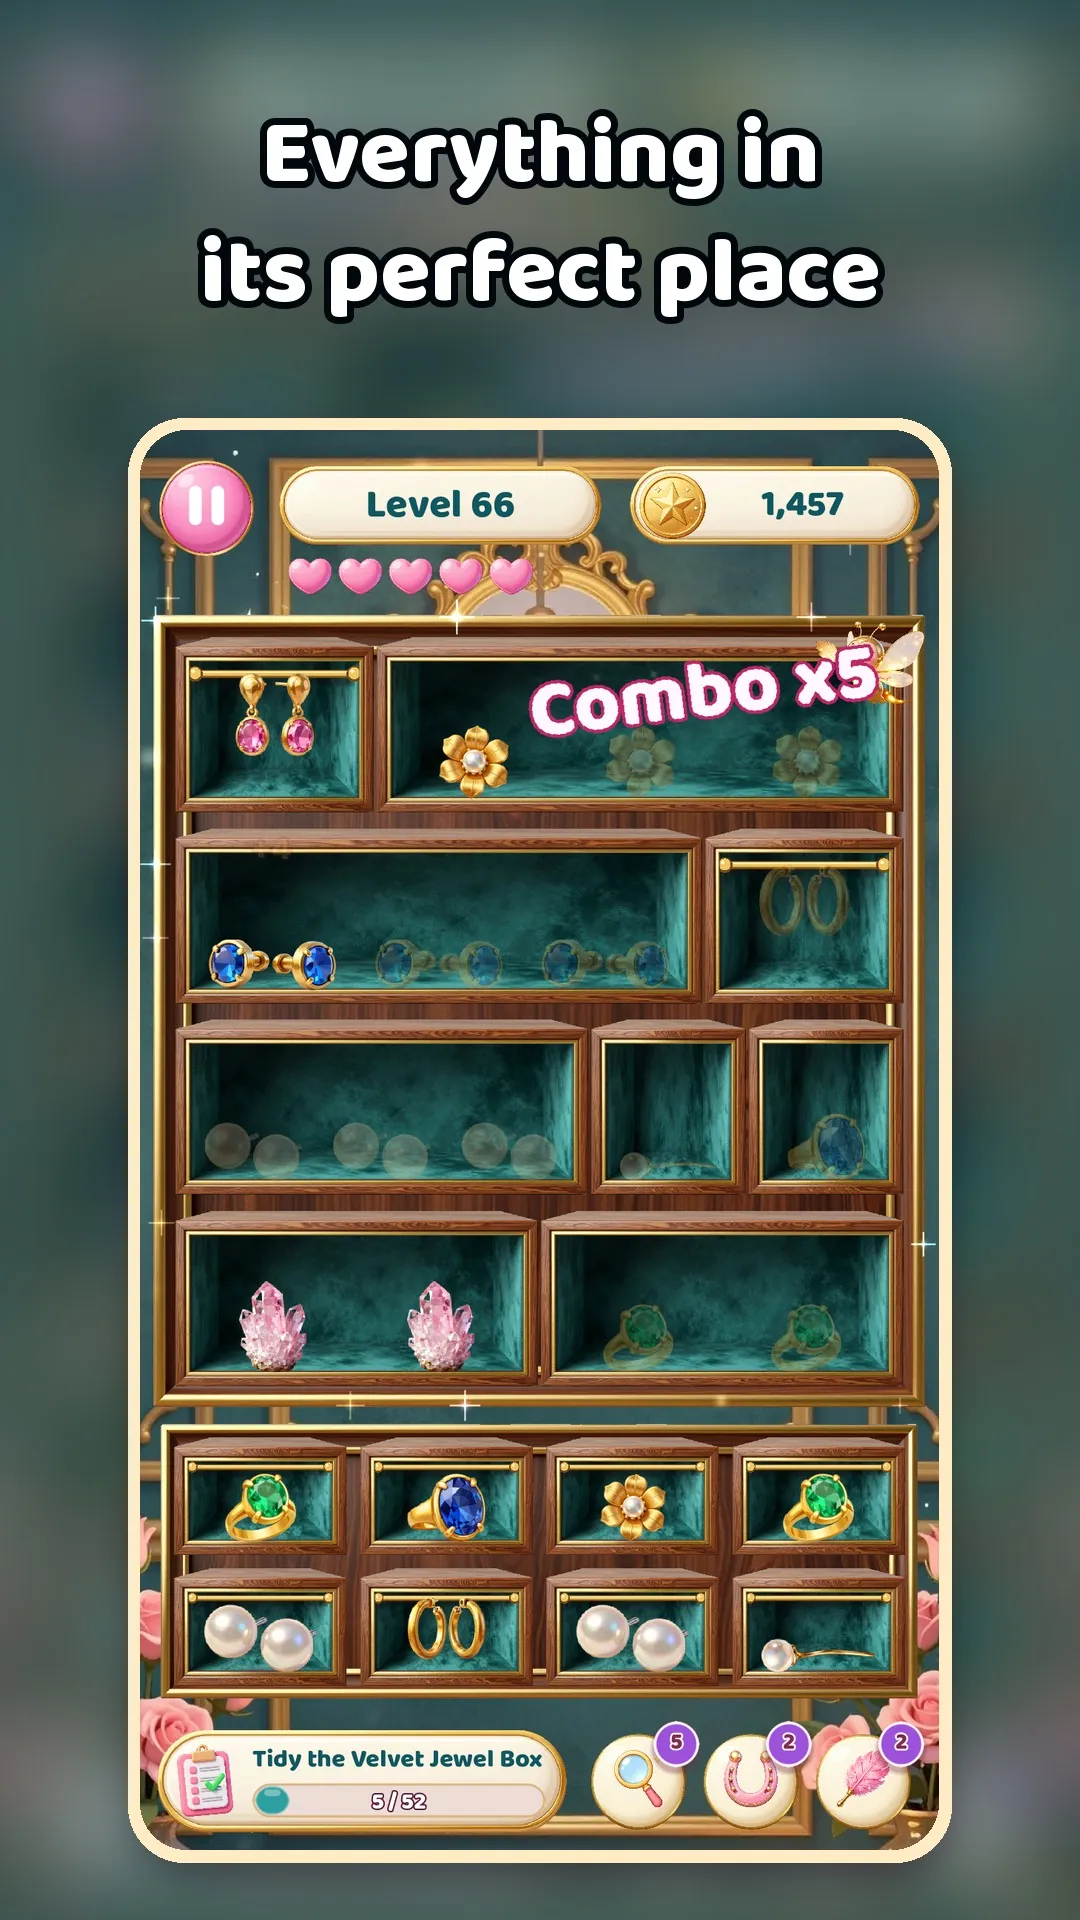 Everything in
its perfect place
Level 66
1,457
Combo x5
Tidy the Velvet Jewel Box
5/52
5
2
2